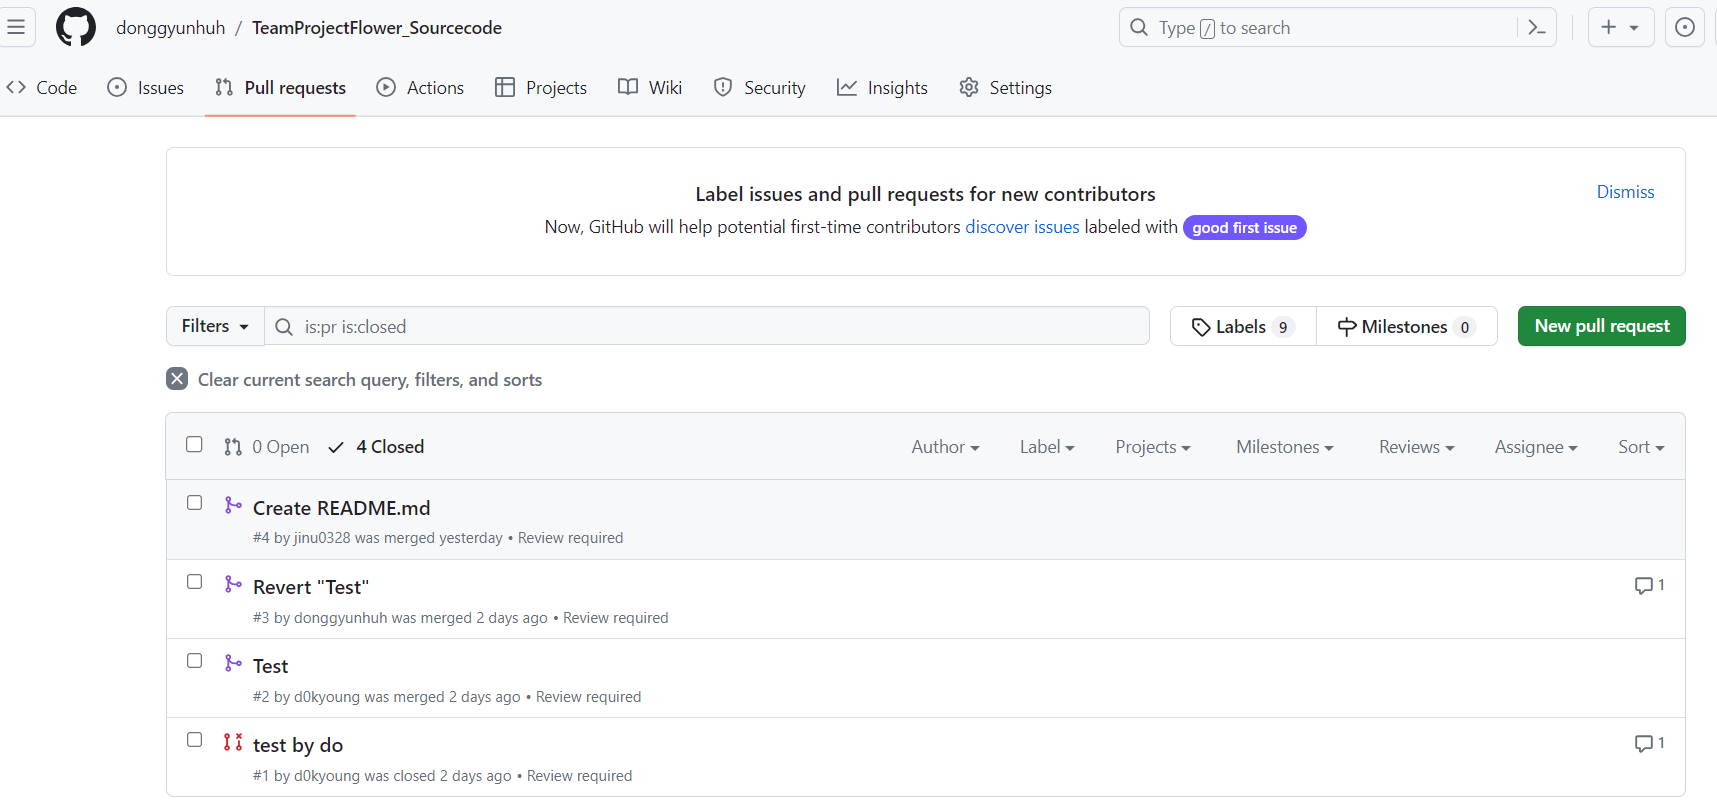 donggyunhuh / TeamProjectFlower_Sourcecode
Type / to search
Code Issues Pull requests Actions Projects Wiki Security Insights Settings
Label issues and pull requests for new contributors
Dismiss
Now, GitHub will help potential first-time contributors discover issues labeled with good first issue
Filters is:pr is:closed Labels 9 Milestones 0 New pull request
Clear current search query, filters, and sorts
0 Open 4 Closed Author Label Projects Milestones Reviews Assignee Sort
Create README.md
#4 by jinu0328 was merged yesterday • Review required
Revert "Test" 1
#3 by donggyunhuh was merged 2 days ago • Review required
Test
#2 by d0kyoung was merged 2 days ago • Review required
test by do 1
#1 by d0kyoung was closed 2 days ago • Review required